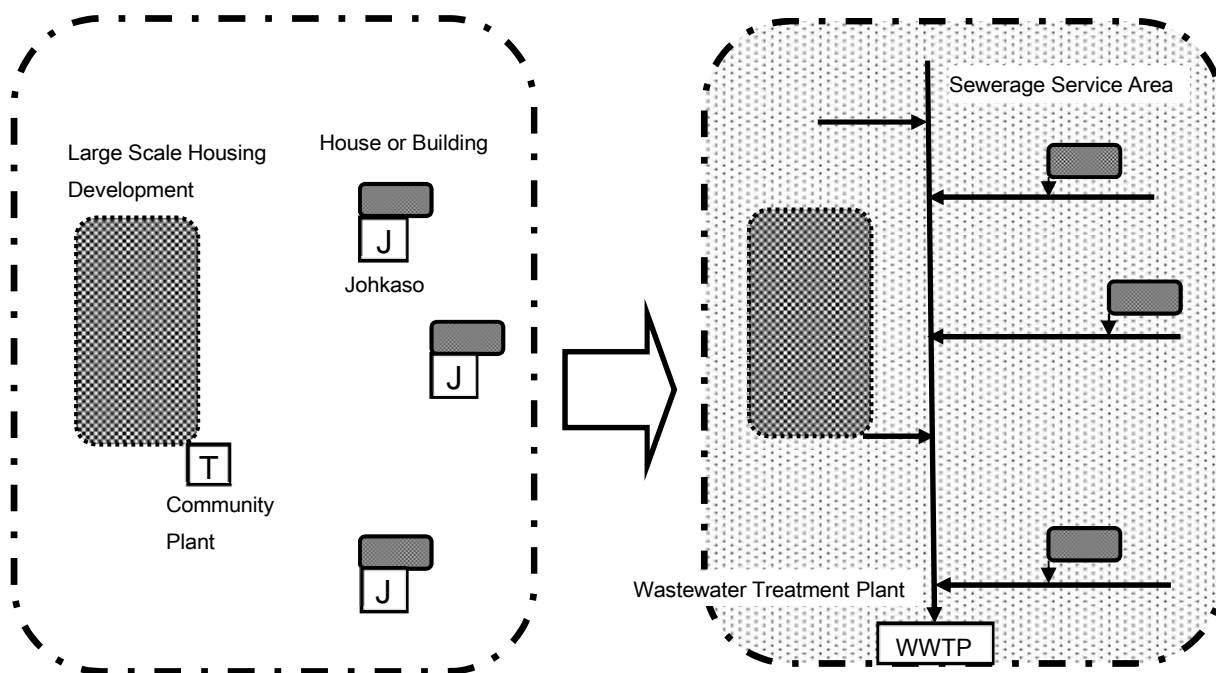 Large Scale Housing
Development
House or Building
J
Johkaso
J
T
Community
Plant
J
Sewerage Service Area
Wastewater Treatment Plant
WWTP